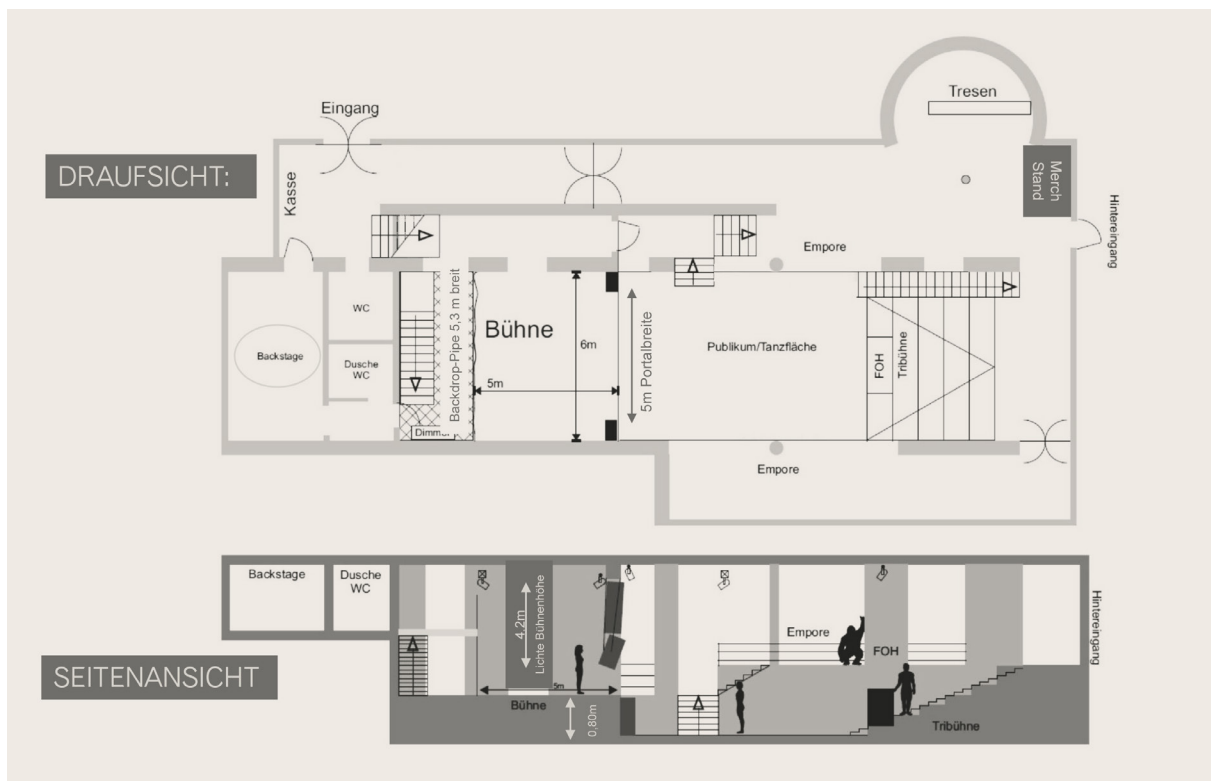 Eingang
Tresen
DRAUFSICHT:
Kasse
Merch
Stand
Hintereingang
Empore
WC
Backdrop-Pipe 5,3 m breit
Bühne
6m
5m Portalbreite
Publikum/Tanzfläche
FOH
Tribühne
Backstage
Dusche
WC
5m
Empore
Backstage
Dusche
WC
4.2m
Lichte Bühnenhöhe
Hintereingang
Empore
FOH
SEITENANSICHT
5m
Bühne
0,80m
Tribühne